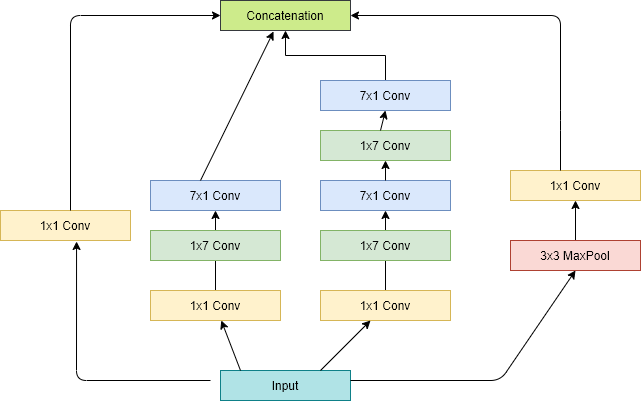 Concatenation
7x1 Conv
1x7 Conv
7x1 Conv
7x1 Conv
1x1 Conv
1x1 Conv
1x7 Conv
1x7 Conv
3x3 MaxPool
1x1 Conv
1x1 Conv
Input